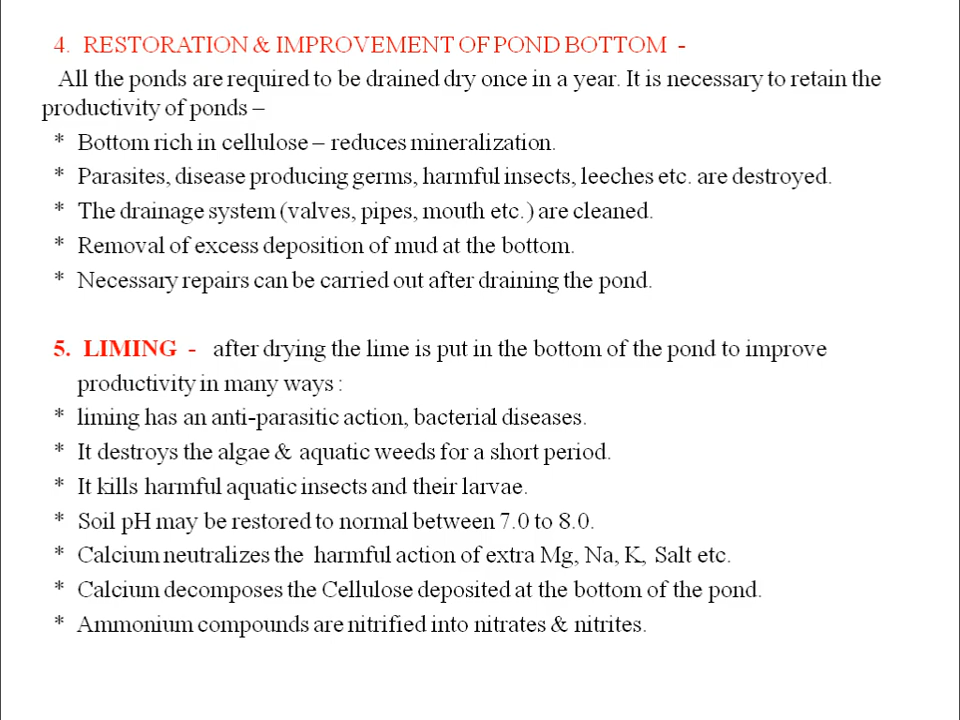 4. RESTORATION & IMPROVEMENT OF POND BOTTOM -
All the ponds are required to be drained dry once in a year. It is necessary to retain the
productivity of ponds –
* Bottom rich in cellulose – reduces mineralization.
* Parasites, disease producing germs, harmful insects, leeches etc. are destroyed.
* The drainage system (valves, pipes, mouth etc.) are cleaned.
* Removal of excess deposition of mud at the bottom.
* Necessary repairs can be carried out after draining the pond.
5. LIMING - after drying the lime is put in the bottom of the pond to improve
productivity in many ways :
* liming has an anti-parasitic action, bacterial diseases.
* It destroys the algae & aquatic weeds for a short period.
* It kills harmful aquatic insects and their larvae.
* Soil pH may be restored to normal between 7.0 to 8.0.
* Calcium neutralizes the harmful action of extra Mg, Na, K, Salt etc.
* Calcium decomposes the Cellulose deposited at the bottom of the pond.
* Ammonium compounds are nitrified into nitrates & nitrites.